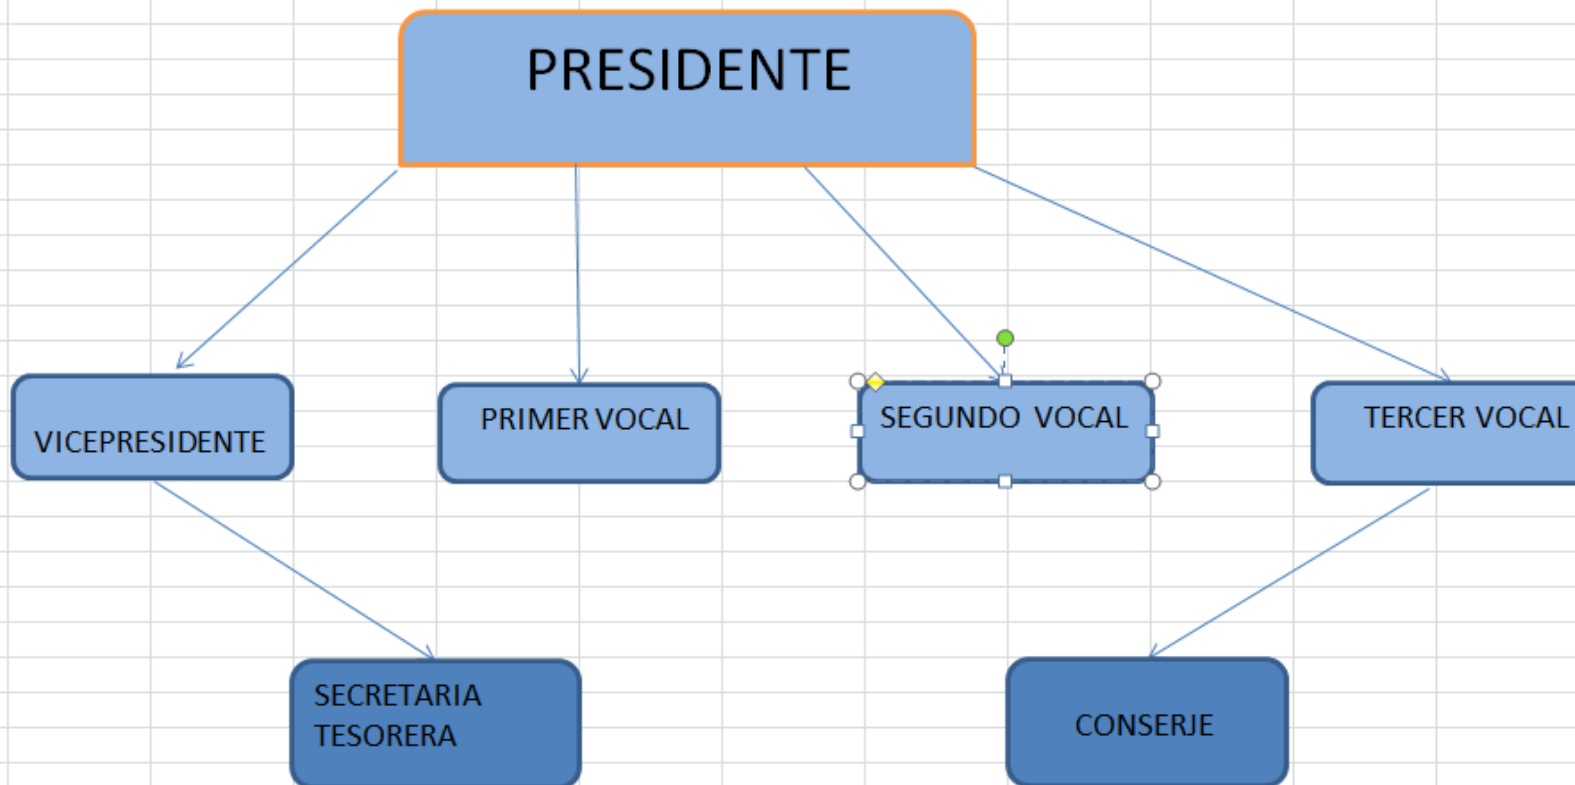 PRESIDENTE
VICEPRESIDENTE
PRIMER VOCAL
SEGUNDO VOCAL
TERCER VOCAL
SECRETARIA
TESORERA
CONSERJE